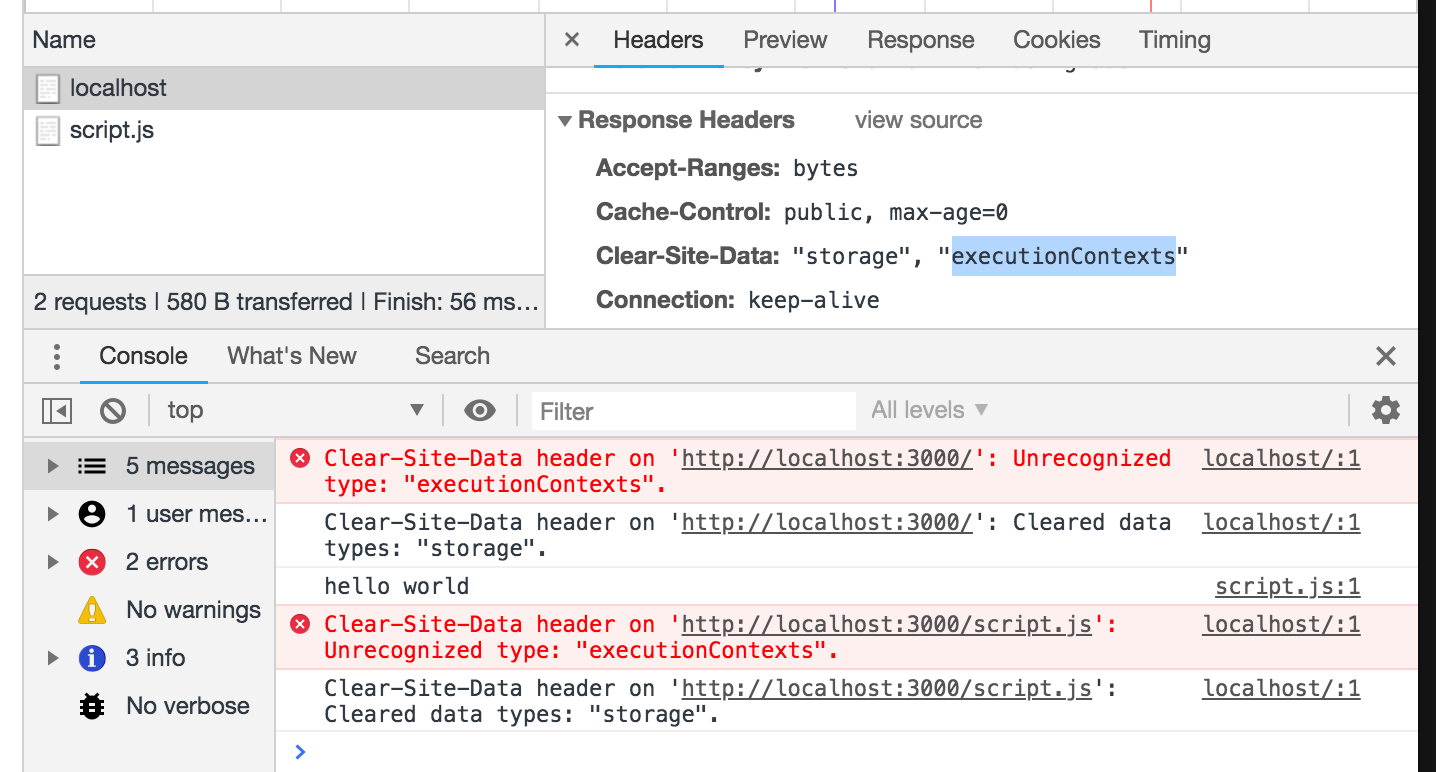 Name
Headers Preview Response Cookies Timing
localhost
script.js
Response Headers view source
Accept-Ranges: bytes
Cache-Control: public, max-age=0
Clear-Site-Data: "storage", "executionContexts"
Connection: keep-alive
2 requests | 580 B transferred | Finish: 56 ms…
Console What's New Search
top Filter All levels
5 messages
1 user mes…
2 errors
No warnings
3 info
No verbose
Clear-Site-Data header on 'http://localhost:3000/': Unrecognized localhost/:1
type: "executionContexts".
Clear-Site-Data header on 'http://localhost:3000/': Cleared data localhost/:1
types: "storage".
hello world script.js:1
Clear-Site-Data header on 'http://localhost:3000/script.js': localhost/:1
Unrecognized type: "executionContexts".
Clear-Site-Data header on 'http://localhost:3000/script.js': localhost/:1
Cleared data types: "storage".